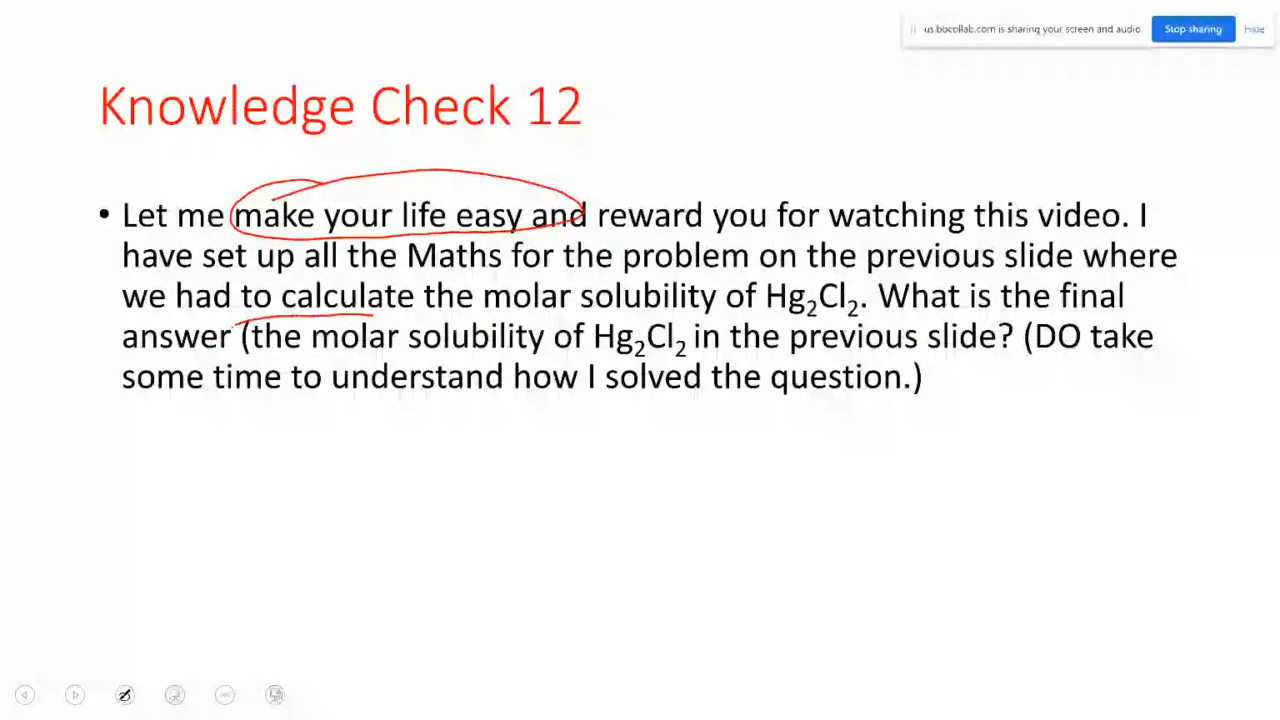 us.bbcollab.com is sharing your screen and audio.
Stop sharing
Hide
Knowledge Check 12
• Let me make your life easy and reward you for watching this video. I
have set up all the Maths for the problem on the previous slide where
we had to calculate the molar solubility of Hg₂Cl₂. What is the final
answer (the molar solubility of Hg₂Cl₂ in the previous slide? (DO take
some time to understand how I solved the question.)